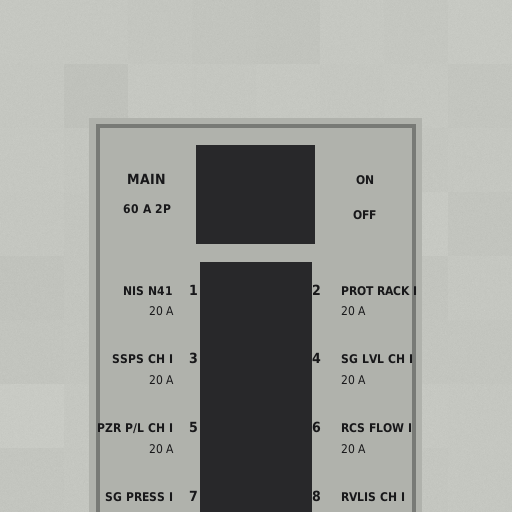 MAIN
ON
60 A 2P
OFF
NIS N41 1
2 PROT RACK I
20 A
20 A
SSPS CH I 3
4 SG LVL CH I
20 A
20 A
PZR P/L CH I 5
6 RCS FLOW I
20 A
20 A
SG PRESS I 7
8 RVLIS CH I